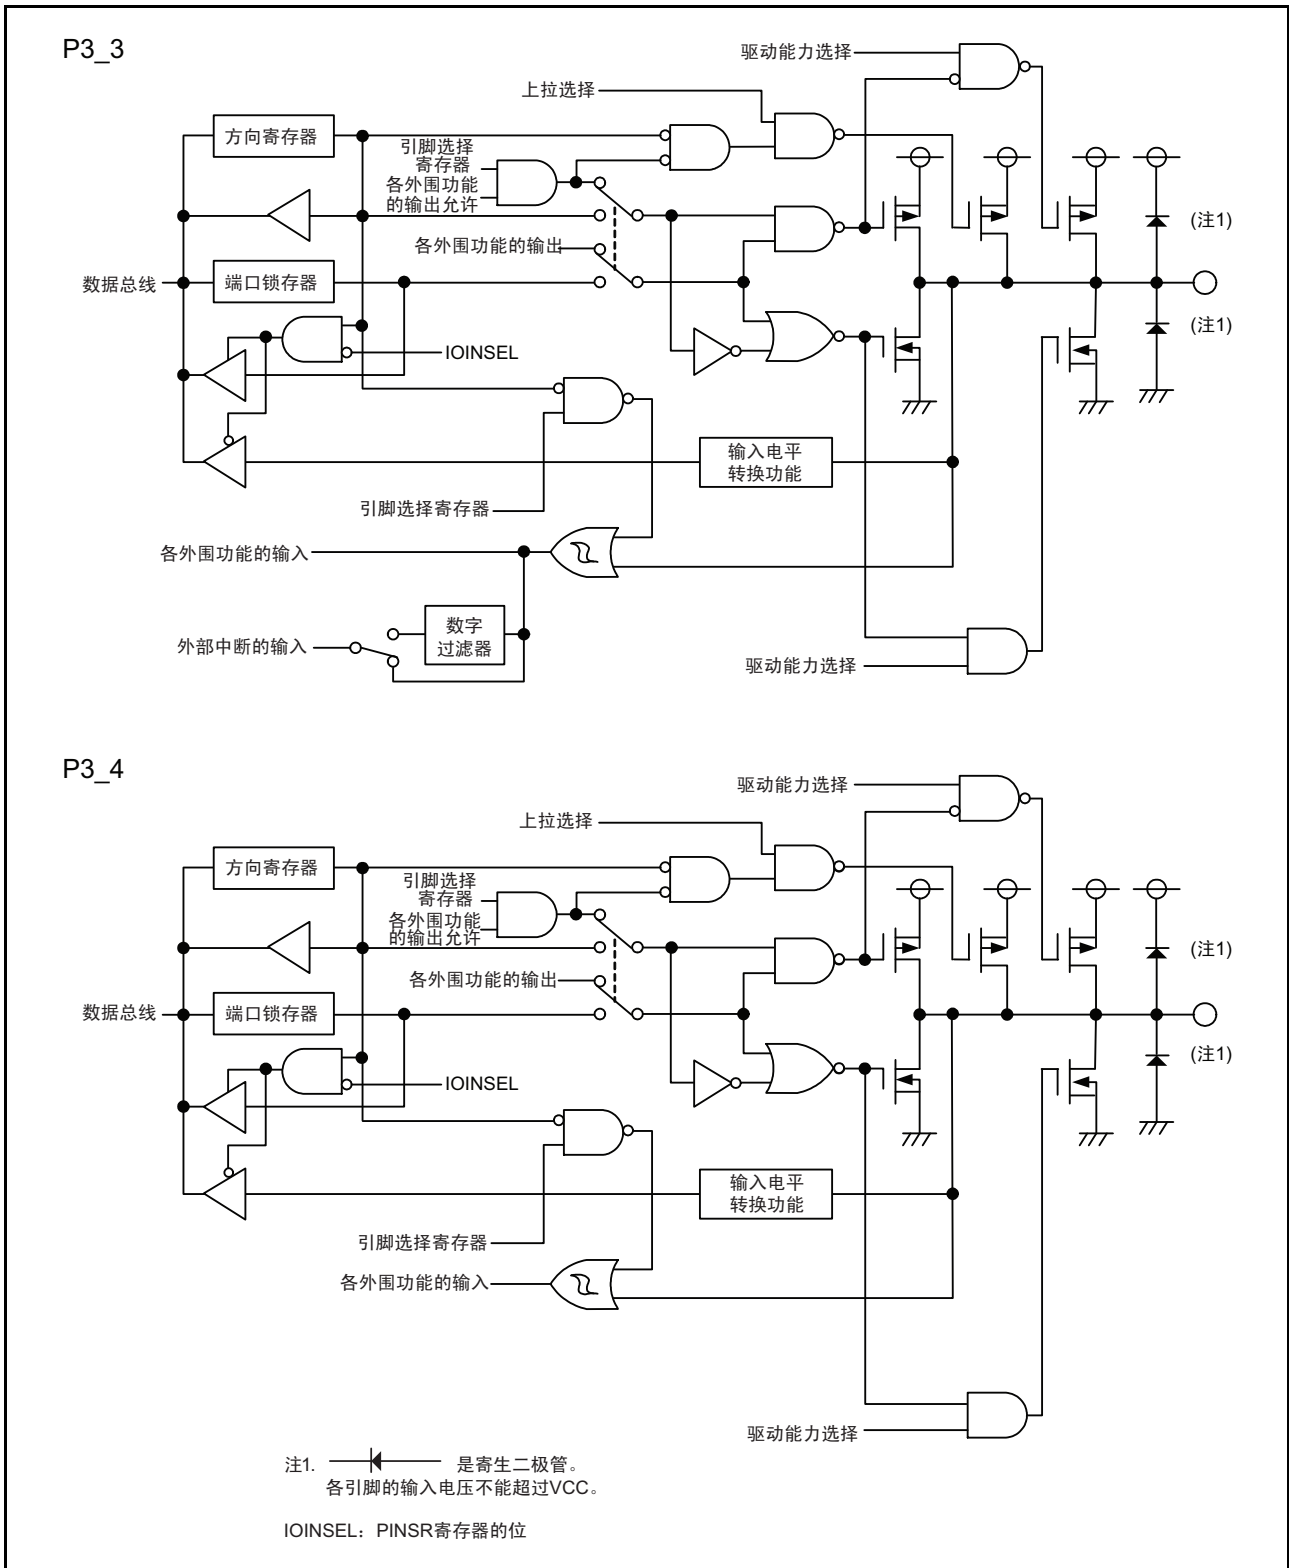 P3_3
驱动能力选择
上拉选择
方向寄存器
引脚选择
寄存器
各外围功能
的输出允许
(注1)
各外围功能的输出
数据总线
端口锁存器
(注1)
IOINSEL
输入电平
转换功能
引脚选择寄存器
各外围功能的输入
数字
过滤器
外部中断的输入
驱动能力选择
P3_4
驱动能力选择
上拉选择
方向寄存器
引脚选择
寄存器
各外围功能
的输出允许
(注1)
各外围功能的输出
数据总线
端口锁存器
(注1)
IOINSEL
输入电平
转换功能
引脚选择寄存器
各外围功能的输入
驱动能力选择
注1. 是寄生二极管。
各引脚的输入电压不能超过VCC。
IOINSEL：PINSR寄存器的位